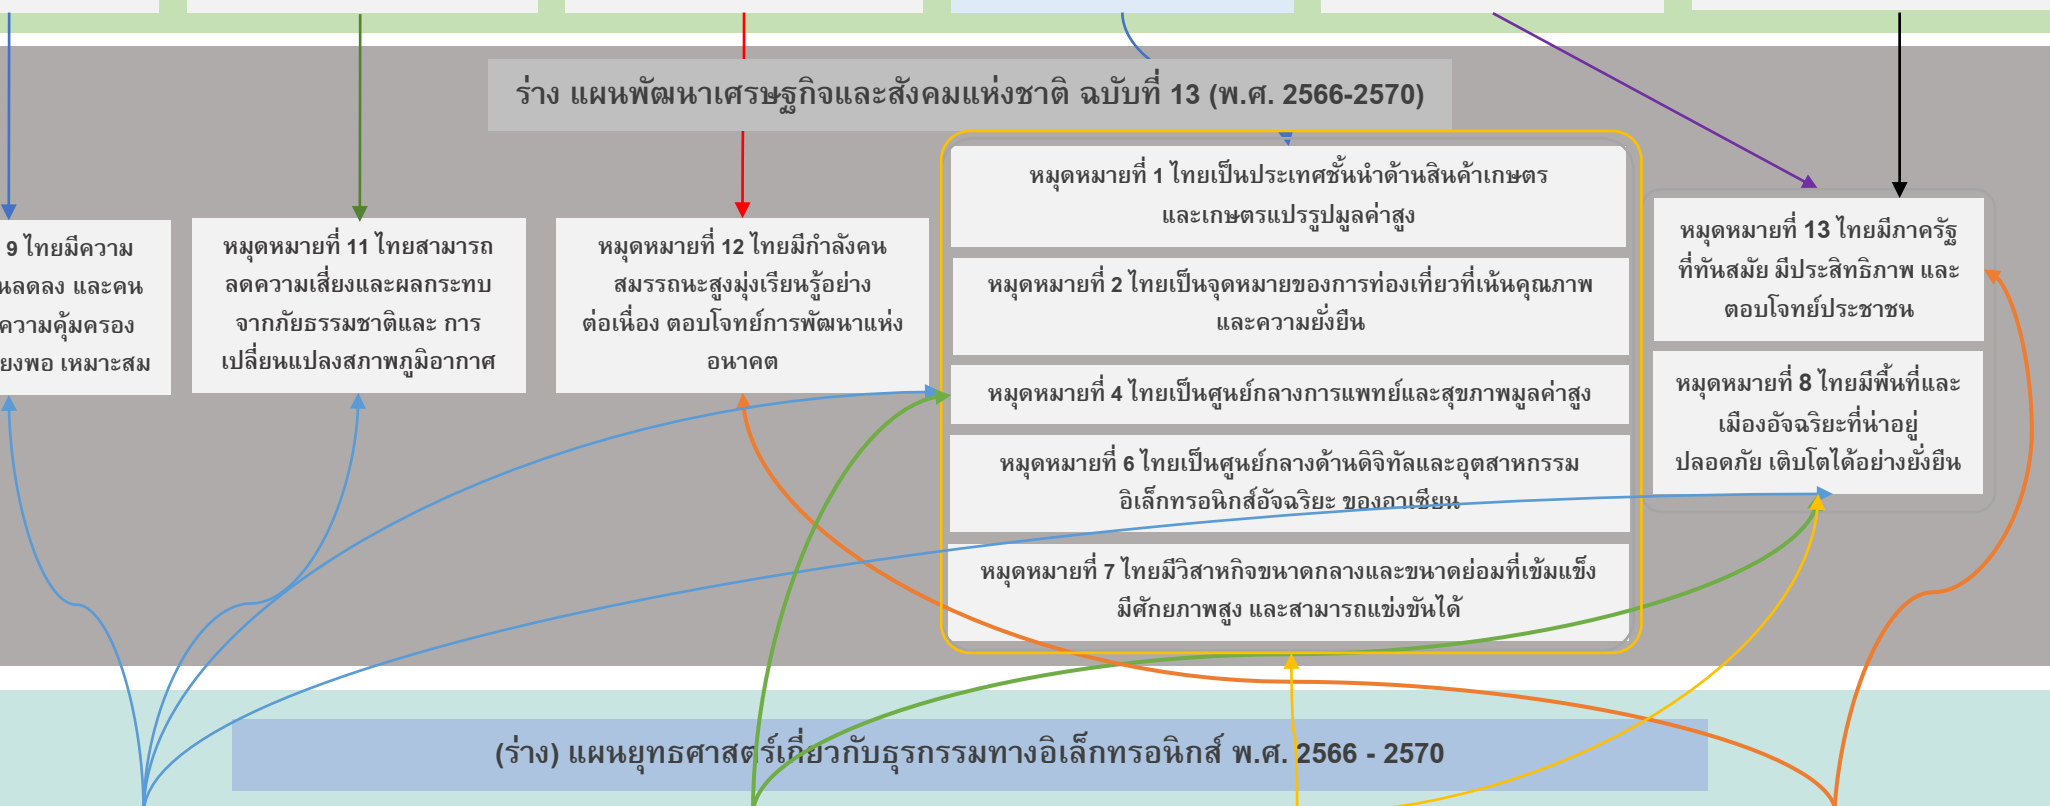 ร่าง แผนพัฒนาเศรษฐกิจและสังคมแห่งชาติ ฉบับที่ 13 (พ.ศ. 2566-2570)
9 ไทยมีความ
นลดลง และคน
ความคุ้มครอง
ยงพอ เหมาะสม
หมุดหมายที่ 11 ไทยสามารถ
ลดความเสี่ยงและผลกระทบ
จากภัยธรรมชาติและ การ
เปลี่ยนแปลงสภาพภูมิอากาศ
หมุดหมายที่ 12 ไทยมีกำลังคน
สมรรถนะสูงมุ่งเรียนรู้อย่าง
ต่อเนื่อง ตอบโจทย์การพัฒนาแห่ง
อนาคต
หมุดหมายที่ 1 ไทยเป็นประเทศชั้นนำด้านสินค้าเกษตร
และเกษตรแปรรูปมูลค่าสูง
หมุดหมายที่ 2 ไทยเป็นจุดหมายของการท่องเที่ยวที่เน้นคุณภาพ
และความยั่งยืน
หมุดหมายที่ 4 ไทยเป็นศูนย์กลางการแพทย์และสุขภาพมูลค่าสูง
หมุดหมายที่ 6 ไทยเป็นศูนย์กลางด้านดิจิทัลและอุตสาหกรรม
อิเล็กทรอนิกส์อัจฉริยะ ของอาเซียน
หมุดหมายที่ 7 ไทยมีวิสาหกิจขนาดกลางและขนาดย่อมที่เข้มแข็ง
มีศักยภาพสูง และสามารถแข่งขันได้
หมุดหมายที่ 13 ไทยมีภาครัฐ
ที่ทันสมัย มีประสิทธิภาพ และ
ตอบโจทย์ประชาชน
หมุดหมายที่ 8 ไทยมีพื้นที่และ
เมืองอัจฉริยะที่น่าอยู่
ปลอดภัย เติบโตได้อย่างยั่งยืน
(ร่าง) แผนยุทธศาสตร์เกี่ยวกับธุรกรรมทางอิเล็กทรอนิกส์ พ.ศ. 2566 - 2570